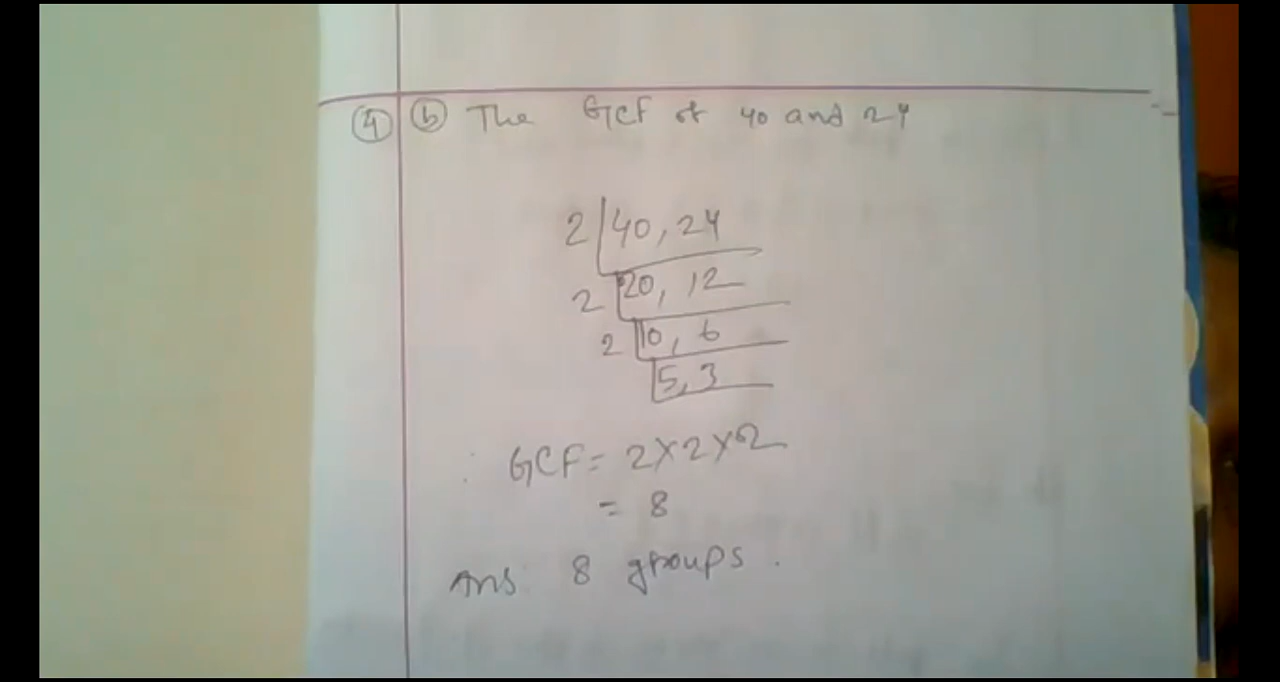 ④ ⓑ The GCF of 40 and 24
2 40, 24
2 20, 12
2 10, 6
5, 3
∴ GCF = 2×2×2
= 8
Ans 8 groups.